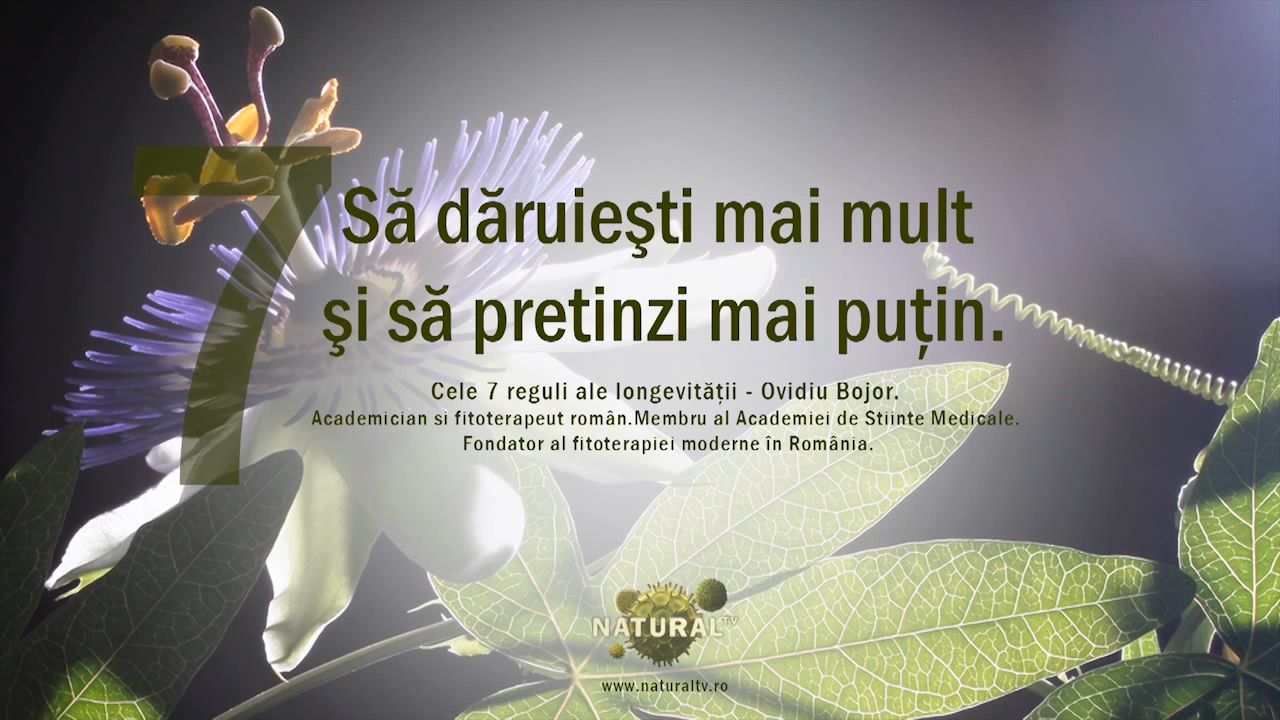 7
Să dăruieşti mai mult
şi să pretinzi mai puțin.
Cele 7 reguli ale longevității - Ovidiu Bojor.
Academician si fitoterapeut român.Membru al Academiei de Stiinte Medicale.
Fondator al fitoterapiei moderne în România.
NATURAL TV
www.naturaltv.ro